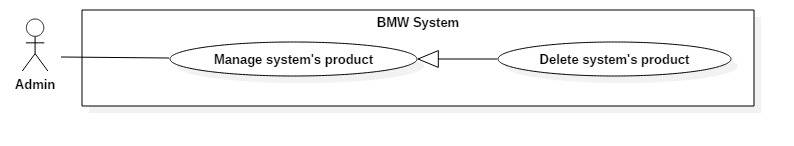 BMW System
Manage system's product
Delete system's product
Admin